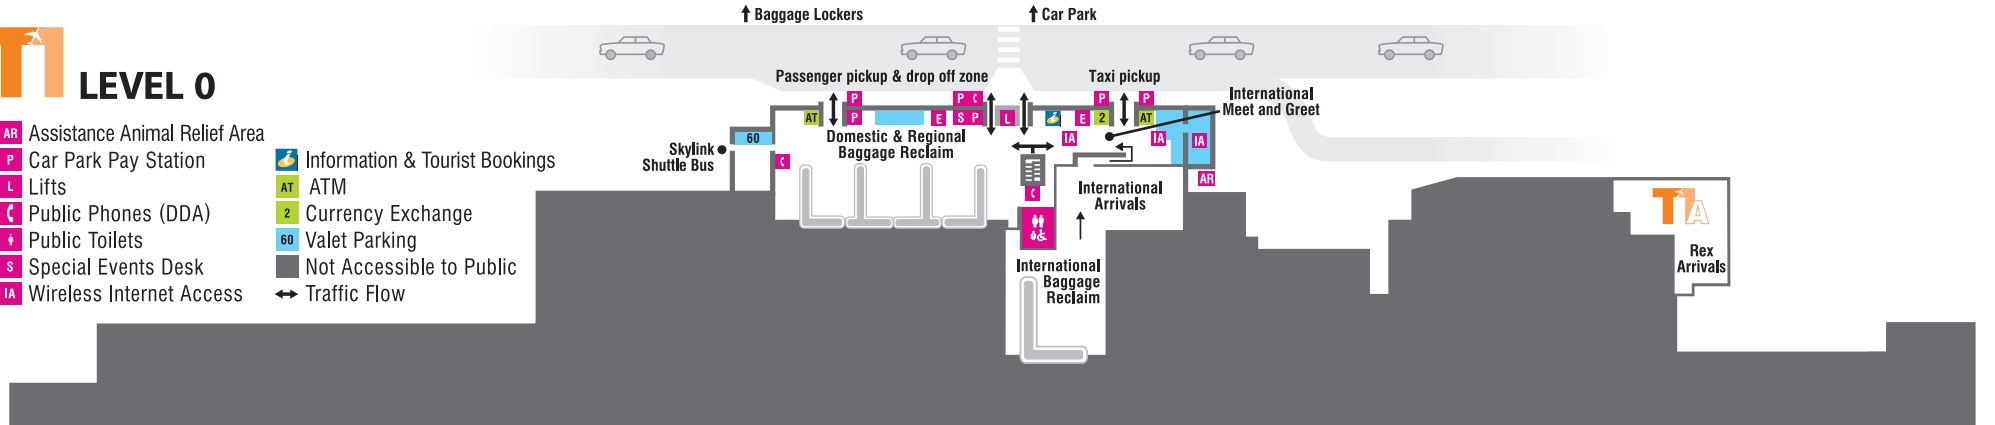 Baggage Lockers
Car Park
T1
LEVEL 0
Passenger pickup & drop off zone
Taxi pickup
International
Meet and Greet
AR Assistance Animal Relief Area
P Car Park Pay Station
L Lifts
Public Phones (DDA)
Public Toilets
S Special Events Desk
IA Wireless Internet Access
Information & Tourist Bookings
AT ATM
2 Currency Exchange
60 Valet Parking
Not Accessible to Public
Traffic Flow
P
P
P
P
AT
P
E
S P
L
E
2
AT
60
Domestic & Regional
Baggage Reclaim
IA
IA
IA
Skylink
Shuttle Bus
AR
International
Arrivals
T1A
Rex
Arrivals
International
Baggage
Reclaim